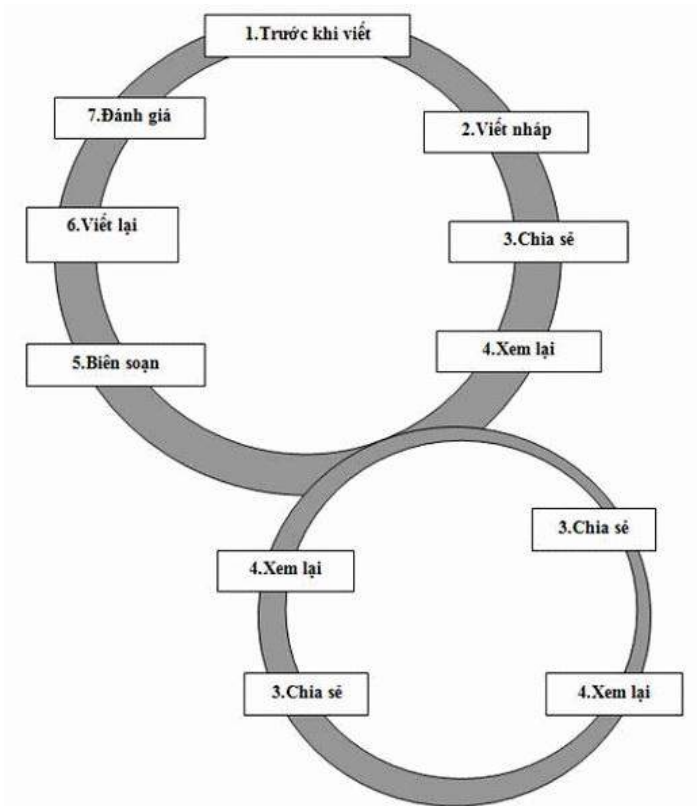 1.Trước khi viết
2.Viết nháp
3.Chia sẻ
4.Xem lại
5.Biên soạn
6.Viết lại
7.Đánh giá
3.Chia sẻ
4.Xem lại
3.Chia sẻ
4.Xem lại